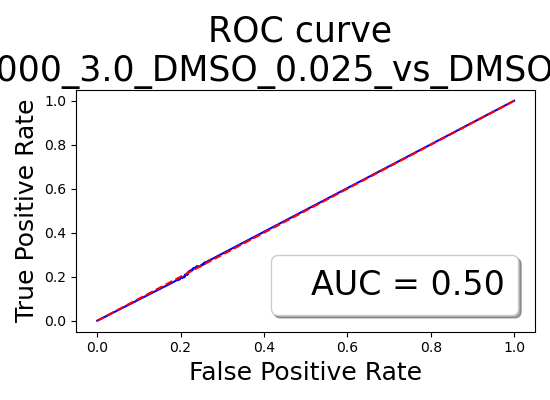 ROC curve
000_3.0_DMSO_0.025_vs_DMSO
1.0
0.8
0.6
0.4
0.2
0.0
True Positive Rate
AUC = 0.50
0.0 0.2 0.4 0.6 0.8 1.0
False Positive Rate